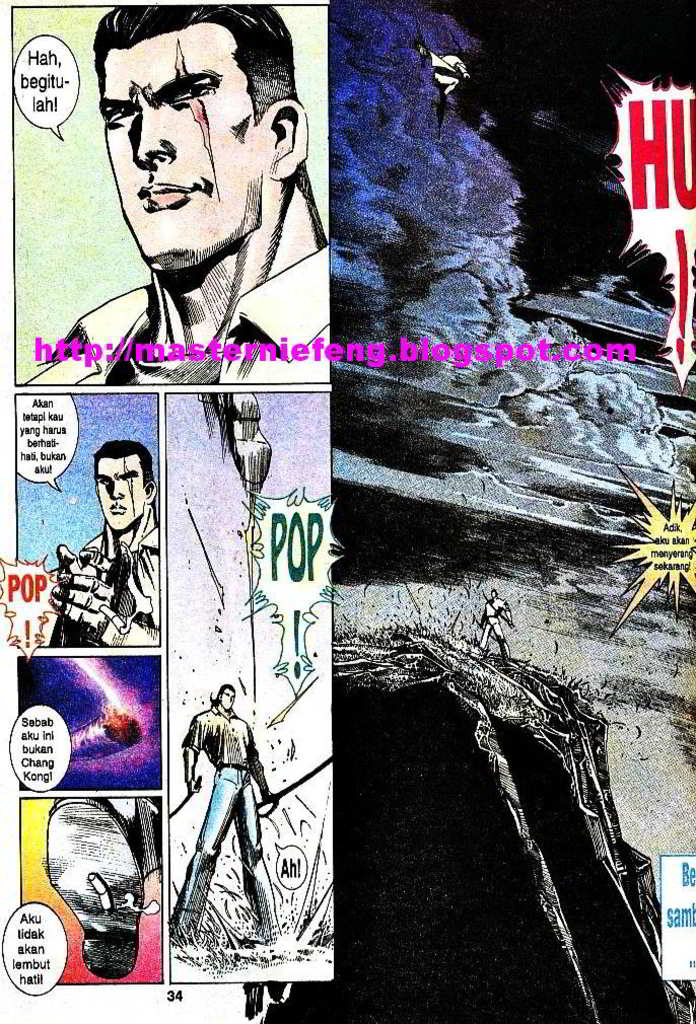 Hah,
begitu-
lah!
http://masterniefeng.blogspot.com
Akan
tetapi kau
yang harus
berhati-
hati, bukan
aku!
POP
!
Sebab
aku ini
bukan
Chang
Kong!
Aku
tidak
akan
lembut
hati!
POP
!
Ah!
34
HU
!
Adik,
aku akan
menyerang
sekarang!
Be
samb
..